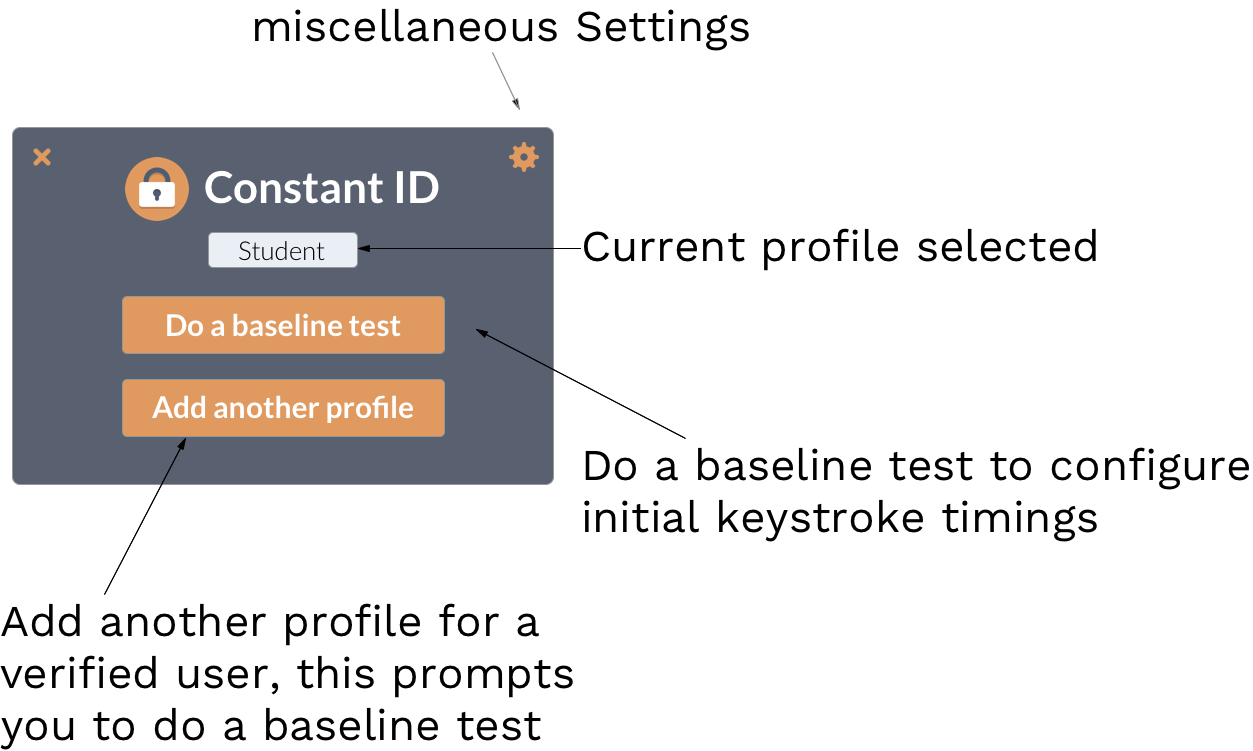 miscellaneous Settings
Constant ID
Student
Current profile selected
Do a baseline test
Add another profile
Do a baseline test to configure
initial keystroke timings
Add another profile for a
verified user, this prompts
you to do a baseline test